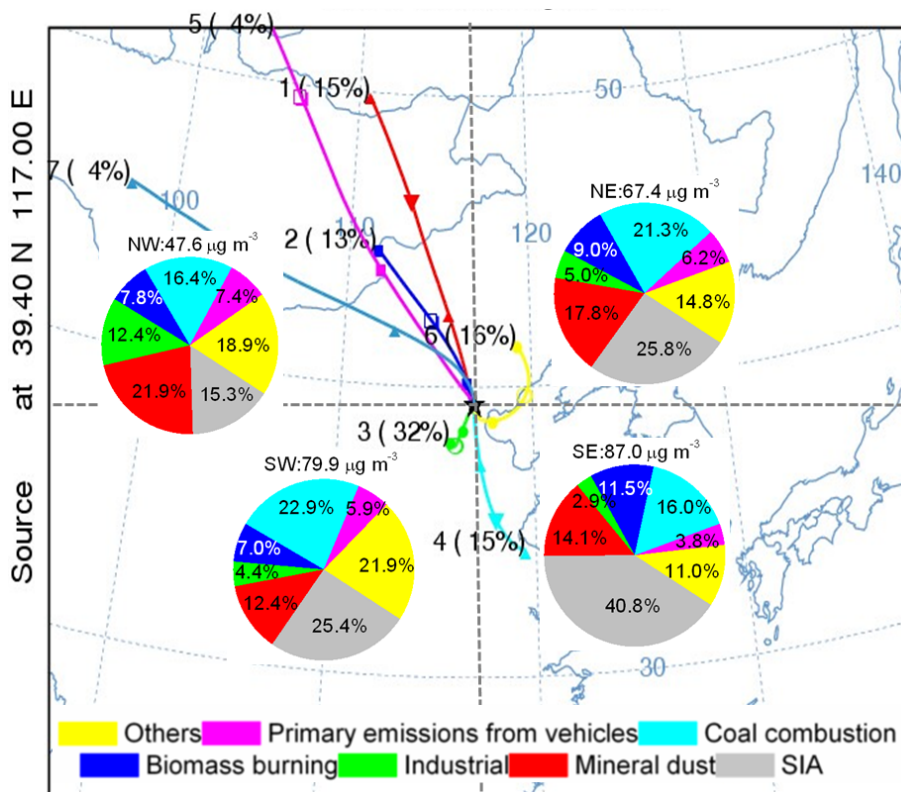 5 ( 4%)
1 ( 15%)
50
7 ( 4%)
100
140
NE:67.4 μg m⁻³
110
120
2 ( 13%)
NW:47.6 μg m⁻³
21.3%
9.0%
6.2%
5.0%
14.8%
17.8%
25.8%
16.4%
7.8%
7.4%
12.4%
18.9%
21.9%
15.3%
6 ( 16%)
3 ( 32%)
SW:79.9 μg m⁻³
SE:87.0 μg m⁻³
22.9%
5.9%
7.0%
21.9%
4.4%
12.4%
25.4%
11.5%
16.0%
2.9%
3.8%
14.1%
11.0%
40.8%
4 ( 15%)
30
Source at 39.40 N 117.00 E
Others Primary emissions from vehicles Coal combustion
Biomass burning Industrial Mineral dust SIA